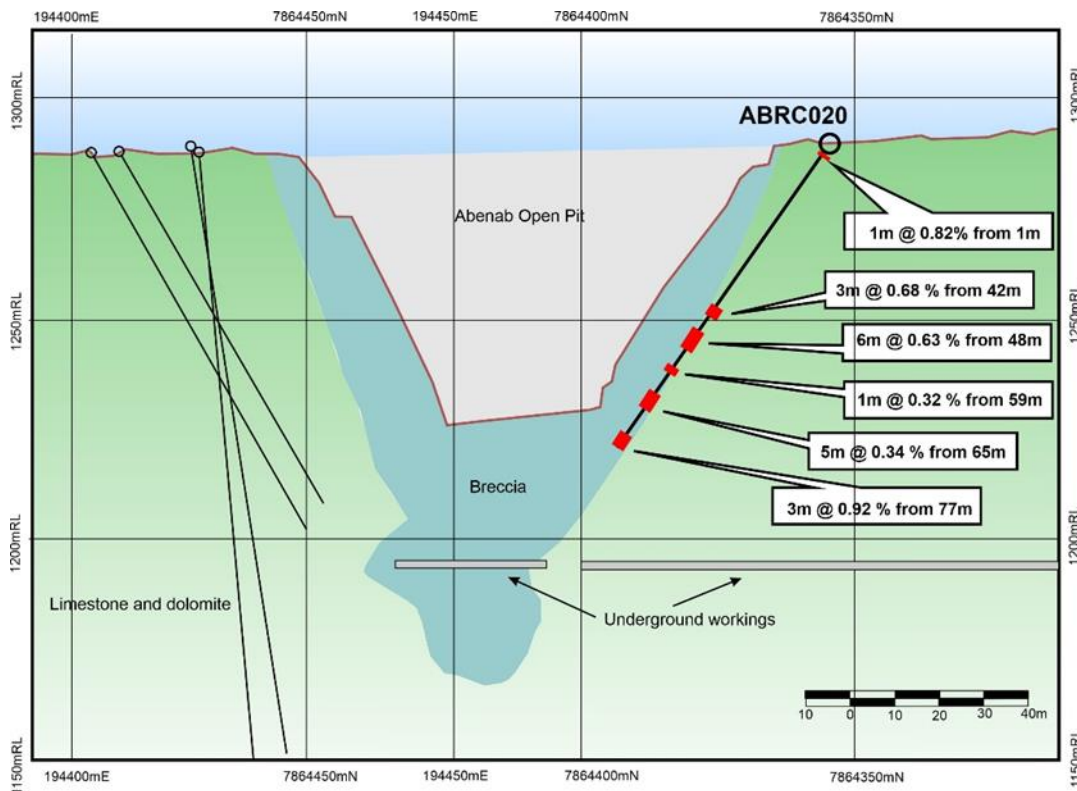 194400mE
7864450mN
194450mE
7864400mN
7864350mN
1300mRL
1300mRL
ABRC020
Abenab Open Pit
1m @ 0.82% from 1m
3m @ 0.68 % from 42m
1250mRL
1250mRL
6m @ 0.63 % from 48m
1m @ 0.32 % from 59m
5m @ 0.34 % from 65m
Breccia
3m @ 0.92 % from 77m
1200mRL
1200mRL
Limestone and dolomite
Underground workings
10 0 10 20 30 40m
1150mRL
1150mRL
194400mE
7864450mN
194450mE
7864400mN
7864350mN